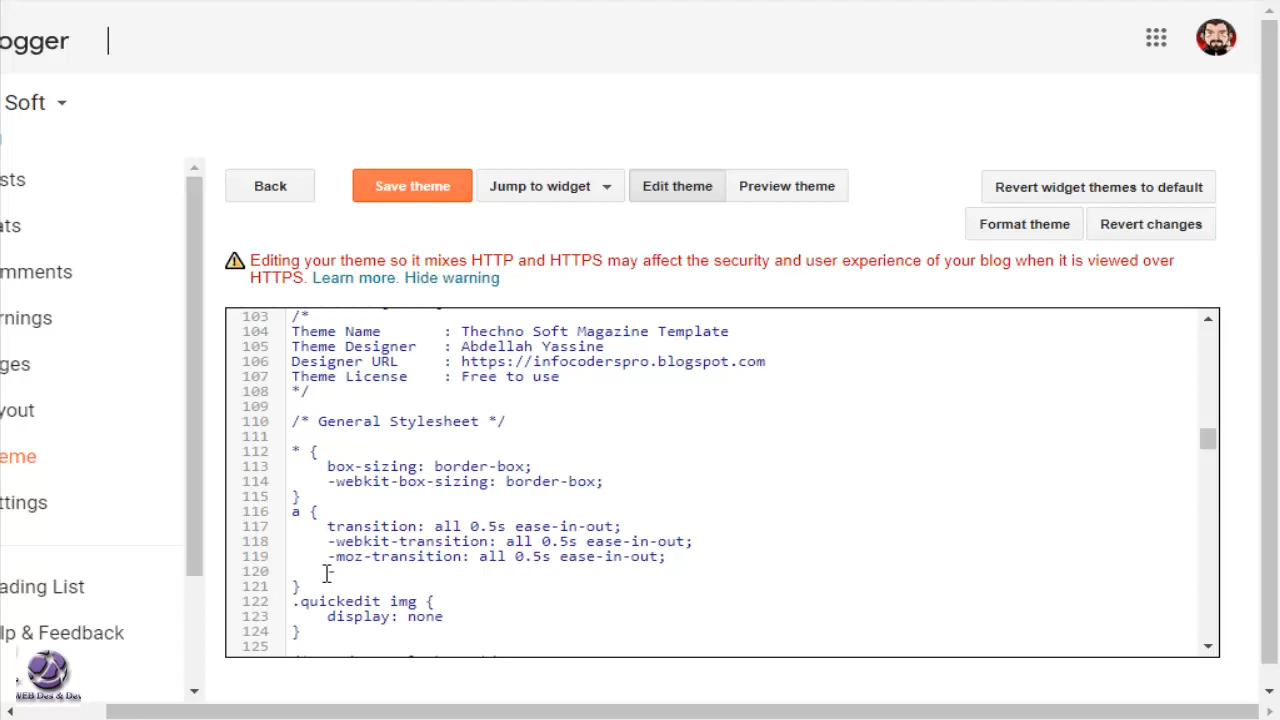 ogger
Soft
sts
ats
mments
rnings
ges
yout
eme
ttings
ading List
lp & Feedback
WEB Des & Dev
Back
Save theme
Jump to widget
Edit theme
Preview theme
Revert widget themes to default
Format theme
Revert changes
Editing your theme so it mixes HTTP and HTTPS may affect the security and user experience of your blog when it is viewed over
HTTPS. Learn more. Hide warning
103 /*
104 Theme Name : Thechno Soft Magazine Template
105 Theme Designer : Abdellah Yassine
106 Designer URL : https://infocoderspro.blogspot.com
107 Theme License : Free to use
108 */
109
110 /* General Stylesheet */
111
112 * {
113 box-sizing: border-box;
114 -webkit-box-sizing: border-box;
115 }
116 a {
117 transition: all 0.5s ease-in-out;
118 -webkit-transition: all 0.5s ease-in-out;
119 -moz-transition: all 0.5s ease-in-out;
120 -
121 }
122 .quickedit img {
123 display: none
124 }
125